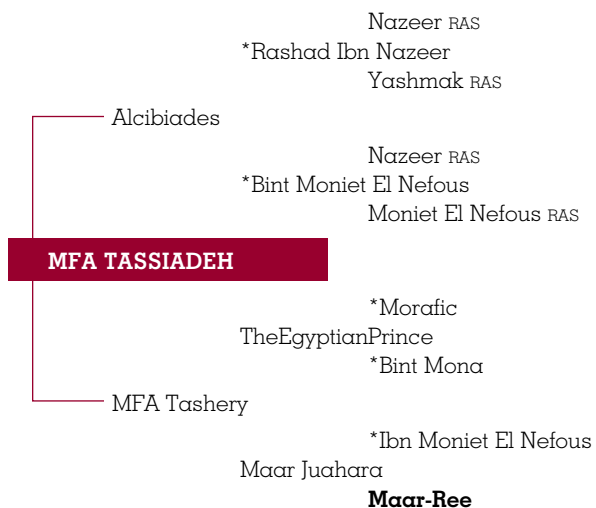 Nazeer RAS
*Rashad Ibn Nazeer
Yashmak RAS
Alcibiades
Nazeer RAS
*Bint Moniet El Nefous
Moniet El Nefous RAS
MFA TASSIADEH
*Morafic
TheEgyptianPrince
*Bint Mona
MFA Tashery
*Ibn Moniet El Nefous
Maar Juahara
Maar-Ree